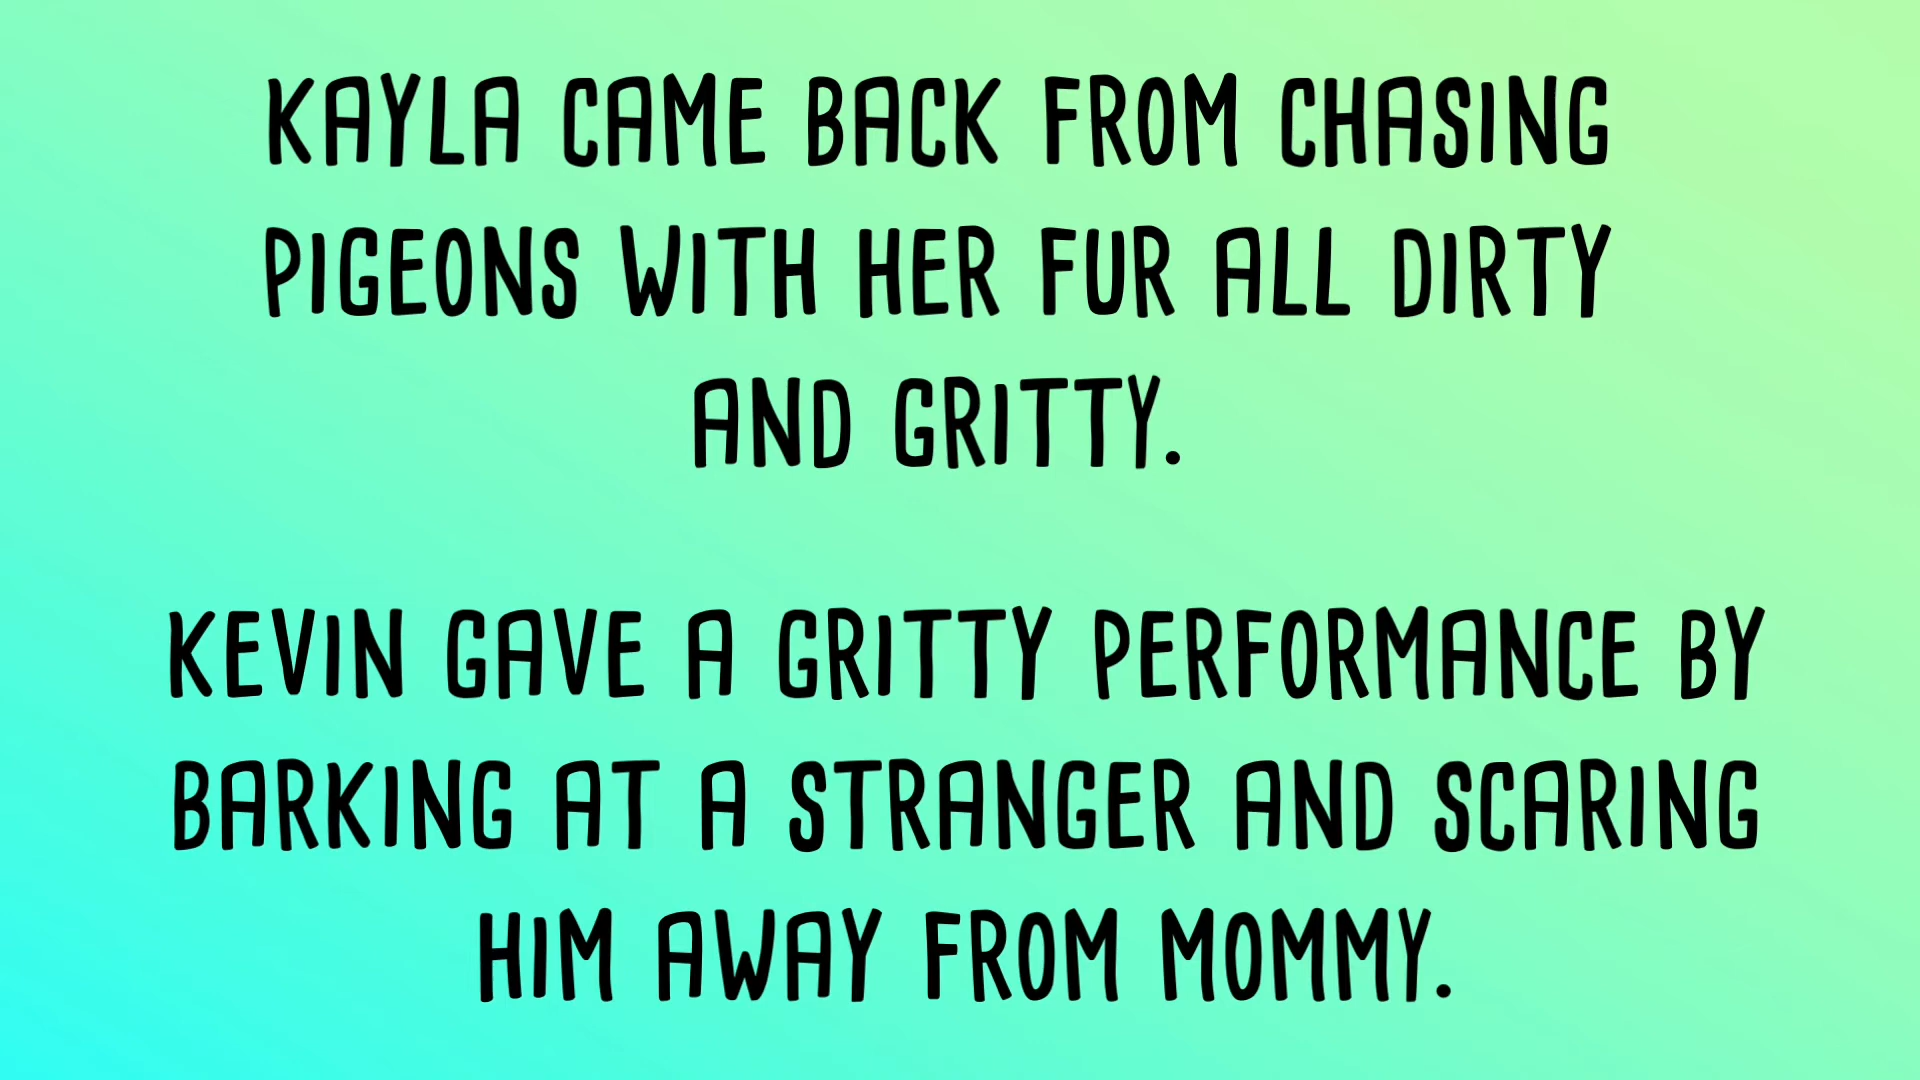 KAYLA CAME BACK FROM CHASING
PIGEONS WITH HER FUR ALL DIRTY
AND GRITTY.
KEVIN GAVE A GRITTY PERFORMANCE BY
BARKING AT A STRANGER AND SCARING
HIM AWAY FROM MOMMY.